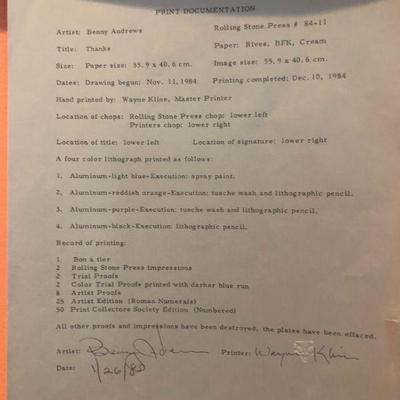 PRINT DOCUMENTATION
Artist: Benny Andrews Rolling Stone Press # 84-11
Title: Thanks Paper: Rives, BFK, Cream
Size: Paper size: 55.9 x 40.6 cm. Image size: 55.9 x 40.6 cm.
Dates: Drawing begun: Nov. 11, 1984 Printing completed: Dec. 10, 1984
Hand printed by: Wayne Kline, Master Printer
Location of chops: Rolling Stone Press chop: lower left
Printers chop: lower right
Location of title: lower left Location of signature: lower right
A four color lithograph printed as follows:
1. Aluminum-light blue-Execution: spray paint.
2. Aluminum-reddish orange-Execution: tusche wash and lithographic pencil.
3. Aluminum-purple-Execution: tusche wash and lithographic pencil.
4. Aluminum-black-Execution: lithographic pencil.
Record of printing:
1 Bon a tier
2 Rolling Stone Press impressions
2 Trial Proofs
2 Color Trial Proofs printed with darker blue run
8 Artist Proofs
25 Artist Edition (Roman Numerals)
50 Print Collectors Society Edition (Numbered)
All other proofs and impressions have been destroyed, the plates have been effaced.
Artist: Benny Andrews Printer: Wayne Kline
Date: 1/26/85